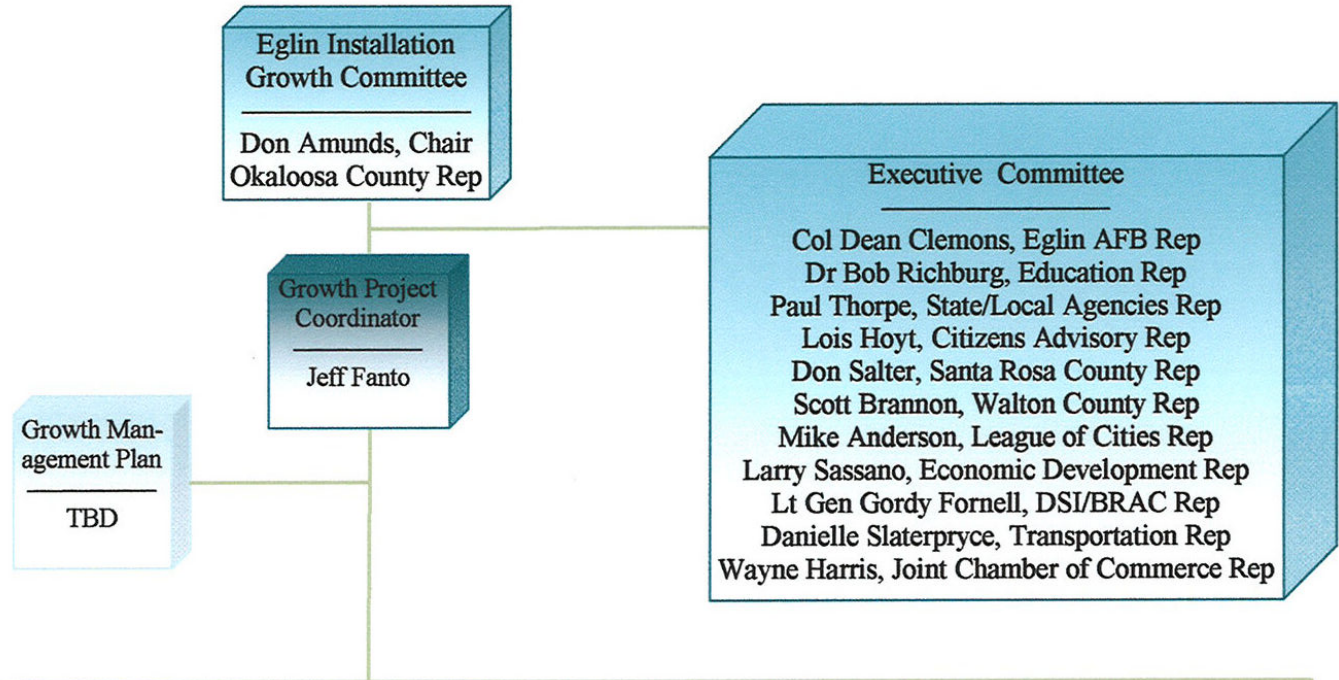 Eglin Installation
Growth Committee
Don Amunds, Chair
Okaloosa County Rep
Executive Committee
Col Dean Clemons, Eglin AFB Rep
Dr Bob Richburg, Education Rep
Paul Thorpe, State/Local Agencies Rep
Lois Hoyt, Citizens Advisory Rep
Don Salter, Santa Rosa County Rep
Scott Brannon, Walton County Rep
Mike Anderson, League of Cities Rep
Larry Sassano, Economic Development Rep
Lt Gen Gordy Fornell, DSI/BRAC Rep
Danielle Slaterpryce, Transportation Rep
Wayne Harris, Joint Chamber of Commerce Rep
Growth Project
Coordinator
Jeff Fanto
Growth Man-
agement Plan
TBD